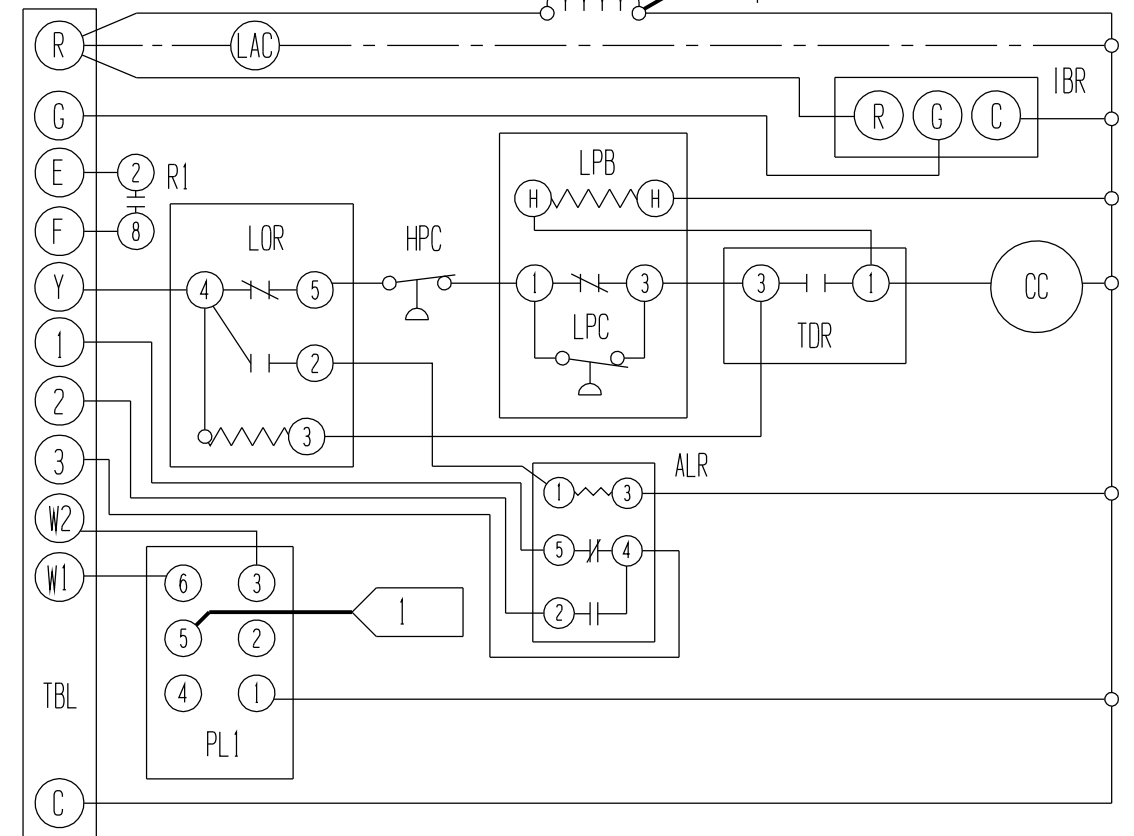 R
LAC
IBR
R G C
G
E 2 R1
F 8
LPB
H H
LOR
HPC
Y
4 5
1 3
3 1
CC
LPC
TDR
1
2
2
3
3
ALR
1 3
W2
5 4
W1
6 3
2
1
5 2
TBL
4 1
PL1
C